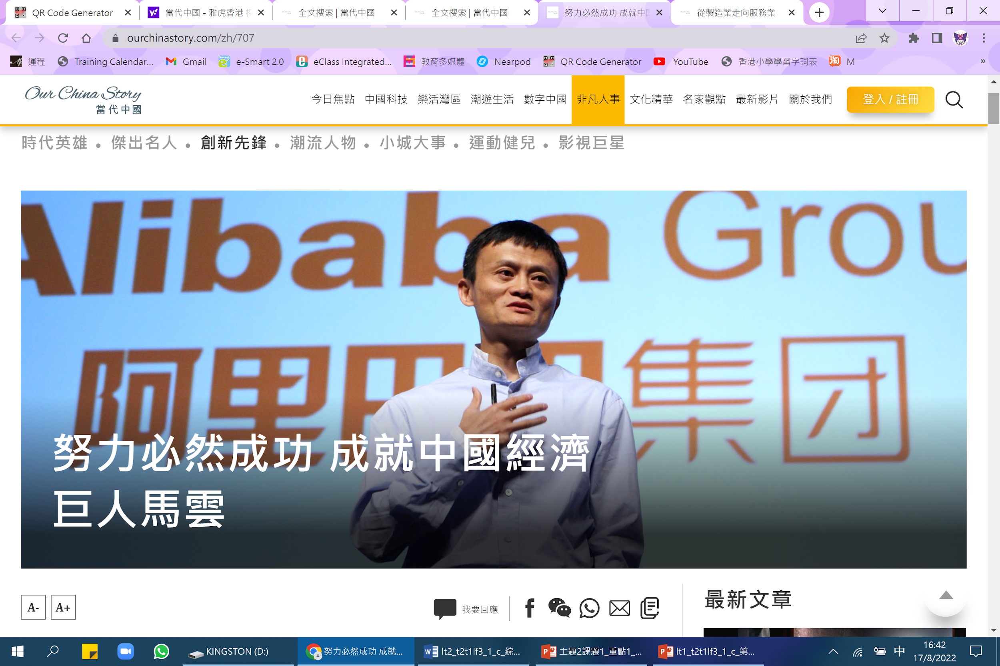 QR Code Generator
當代中國 - 雅虎香港 搜
全文搜索 | 當代中國
全文搜索 | 當代中國
努力必然成功 成就中國
從製造業走向服務業
ourchinastory.com/zh/707
運程
Training Calendar...
Gmail
e-Smart 2.0
eClass Integrated...
教育多媒體
Nearpod
QR Code Generator
YouTube
香港小學學習字詞表
淘
M
Our China Story
當代中國
今日焦點 中國科技 樂活灣區 潮遊生活 數字中國 非凡人事 文化精華 名家觀點 最新影片 關於我們
登入 / 註冊
時代英雄 • 傑出名人 • 創新先鋒 • 潮流人物 • 小城大事 • 運動健兒 • 影視巨星
Alibaba Grou
阿里巴巴集团
努力必然成功 成就中國經濟
巨人馬雲
A- A+
我要回應
最新文章
KINGSTON (D:)
努力必然成功 成就...
lt2_t2t1lf3_1_c_綜...
主題2課題1_重點1_...
lt1_t2t1lf3_1_c_第...
中
16:42
17/8/2022